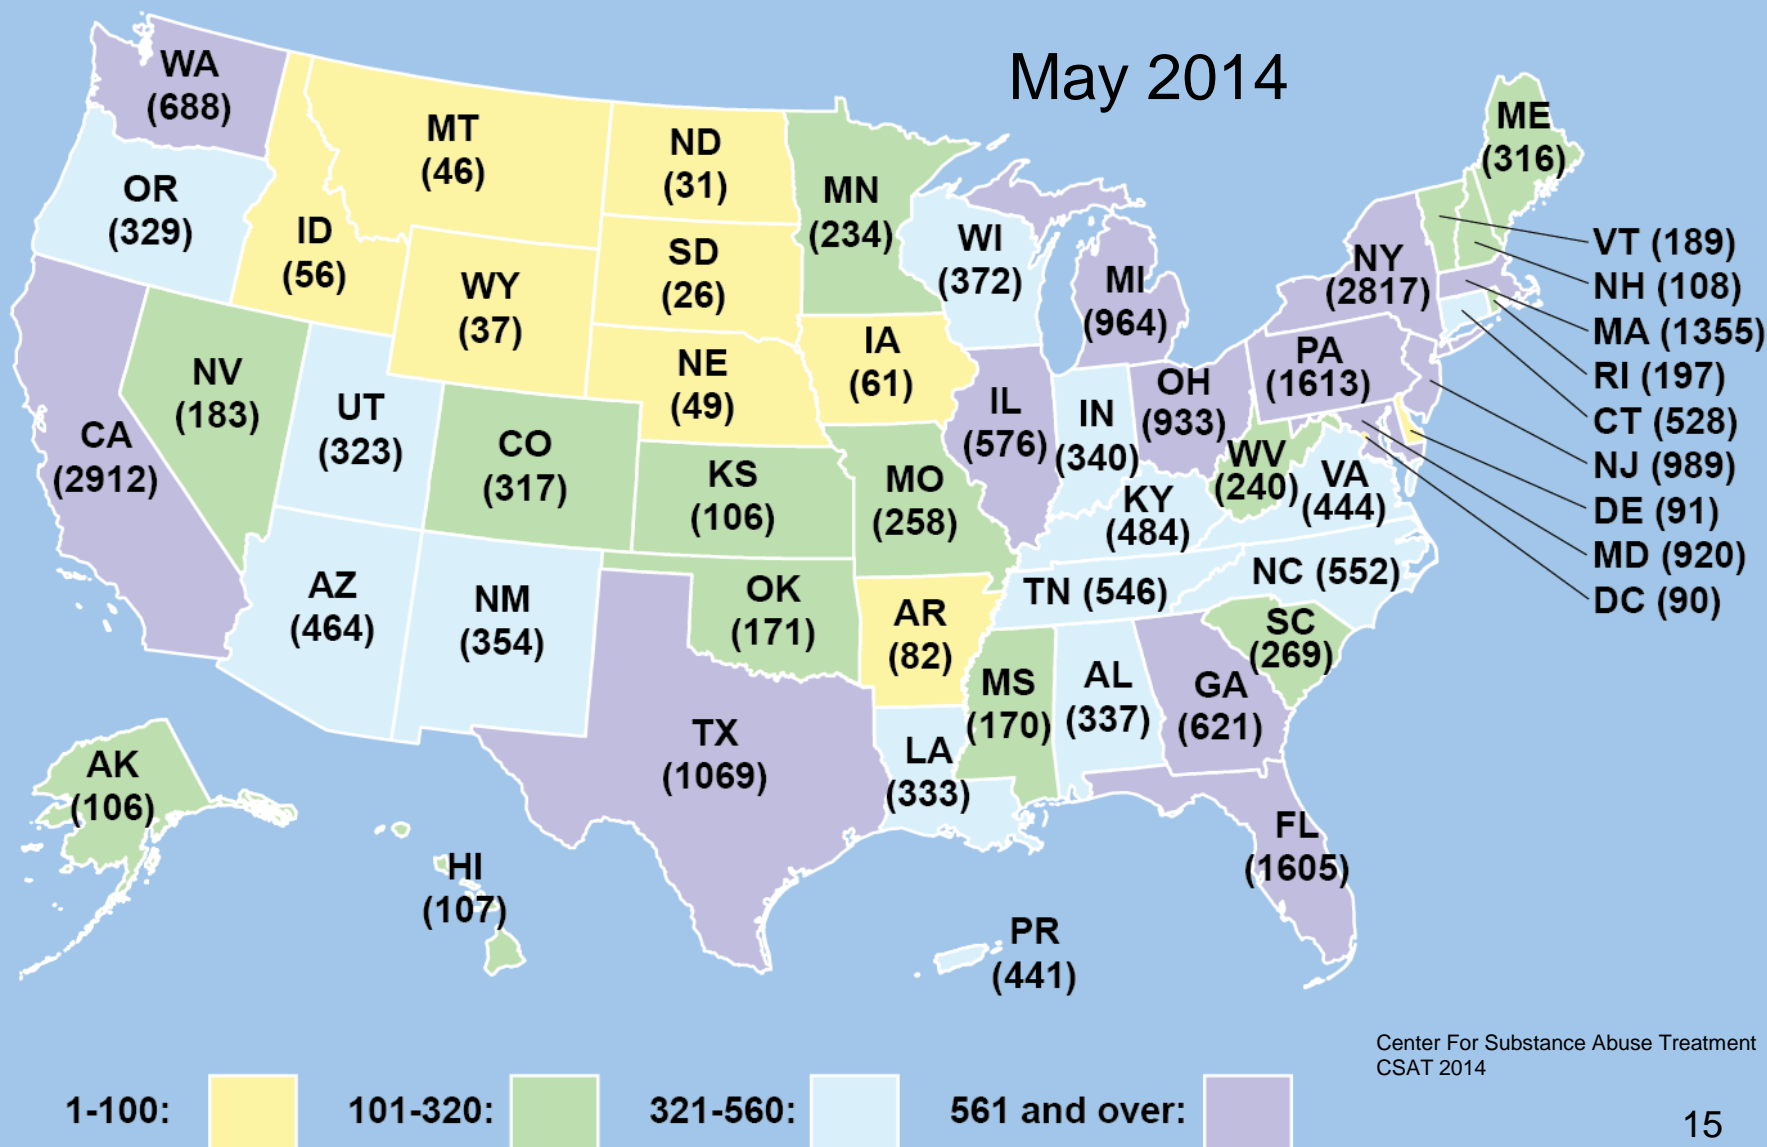 May 2014
WA
(688)
OR
(329)
CA
(2912)
NV
(183)
ID
(56)
MT
(46)
WY
(37)
UT
(323)
CO
(317)
AZ
(464)
NM
(354)
ND
(31)
SD
(26)
NE
(49)
KS
(106)
OK
(171)
TX
(1069)
MN
(234)
IA
(61)
MO
(258)
AR
(82)
LA
(333)
WI
(372)
IL
(576)
MI
(964)
IN
(340)
OH
(933)
KY
(484)
TN (546)
MS
(170)
AL
(337)
GA
(621)
FL
(1605)
SC
(269)
NC (552)
VA
(444)
WV
(240)
PA
(1613)
NY
(2817)
ME
(316)
VT (189)
NH (108)
MA (1355)
RI (197)
CT (528)
NJ (989)
DE (91)
MD (920)
DC (90)
AK
(106)
HI
(107)
PR
(441)
Center For Substance Abuse Treatment
CSAT 2014
1-100:
101-320:
321-560:
561 and over:
15